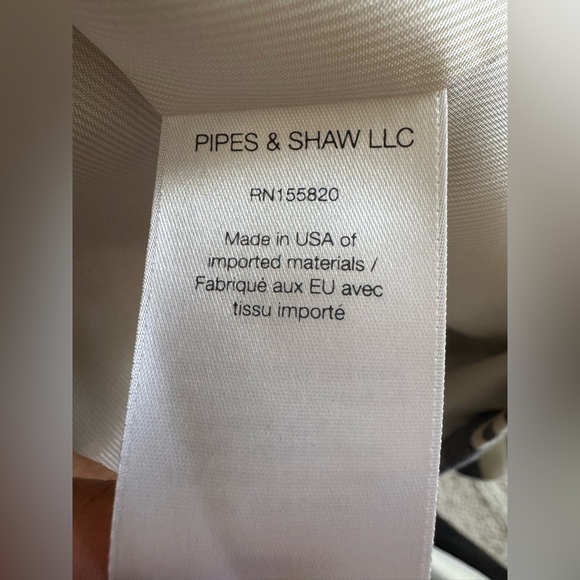 PIPES & SHAW LLC
RN155820
Made in USA of
imported materials /
Fabriqué aux EU avec
tissu importé